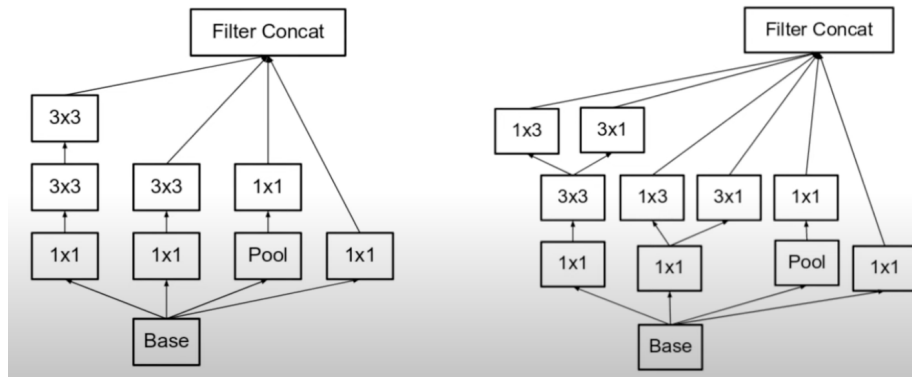 Filter Concat
3x3
3x3
3x3
1x1
1x1
1x1
Pool
1x1
Base
Filter Concat
1x3
3x1
3x3
1x3
3x1
1x1
1x1
1x1
Pool
1x1
Base